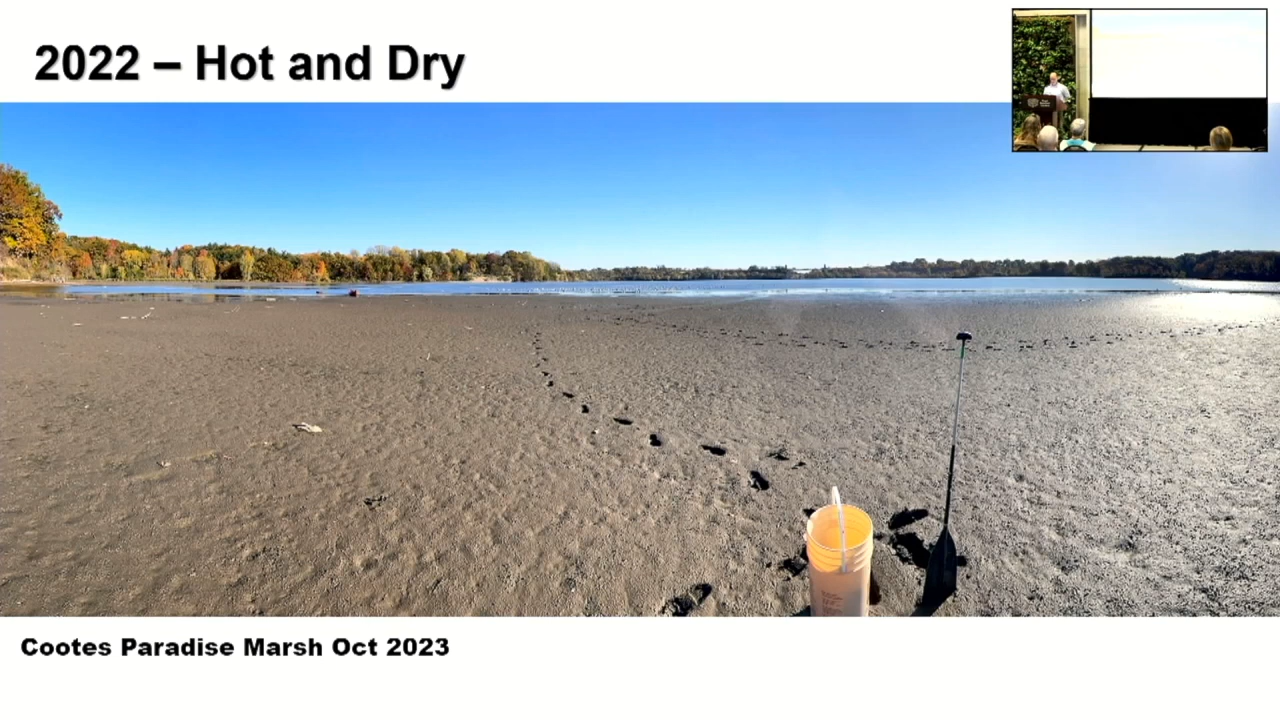 2022 – Hot and Dry
Cootes Paradise Marsh Oct 2023